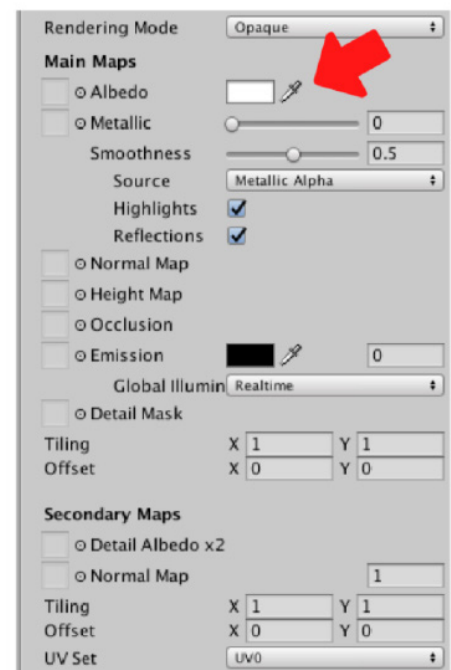 Rendering Mode Opaque
Main Maps
Albedo
Metallic 0
Smoothness 0.5
Source Metallic Alpha
Highlights
Reflections
Normal Map
Height Map
Occlusion
Emission 0
Global Illumin Realtime
Detail Mask
Tiling X 1 Y 1
Offset X 0 Y 0
Secondary Maps
Detail Albedo x2
Normal Map 1
Tiling X 1 Y 1
Offset X 0 Y 0
UV Set UV0